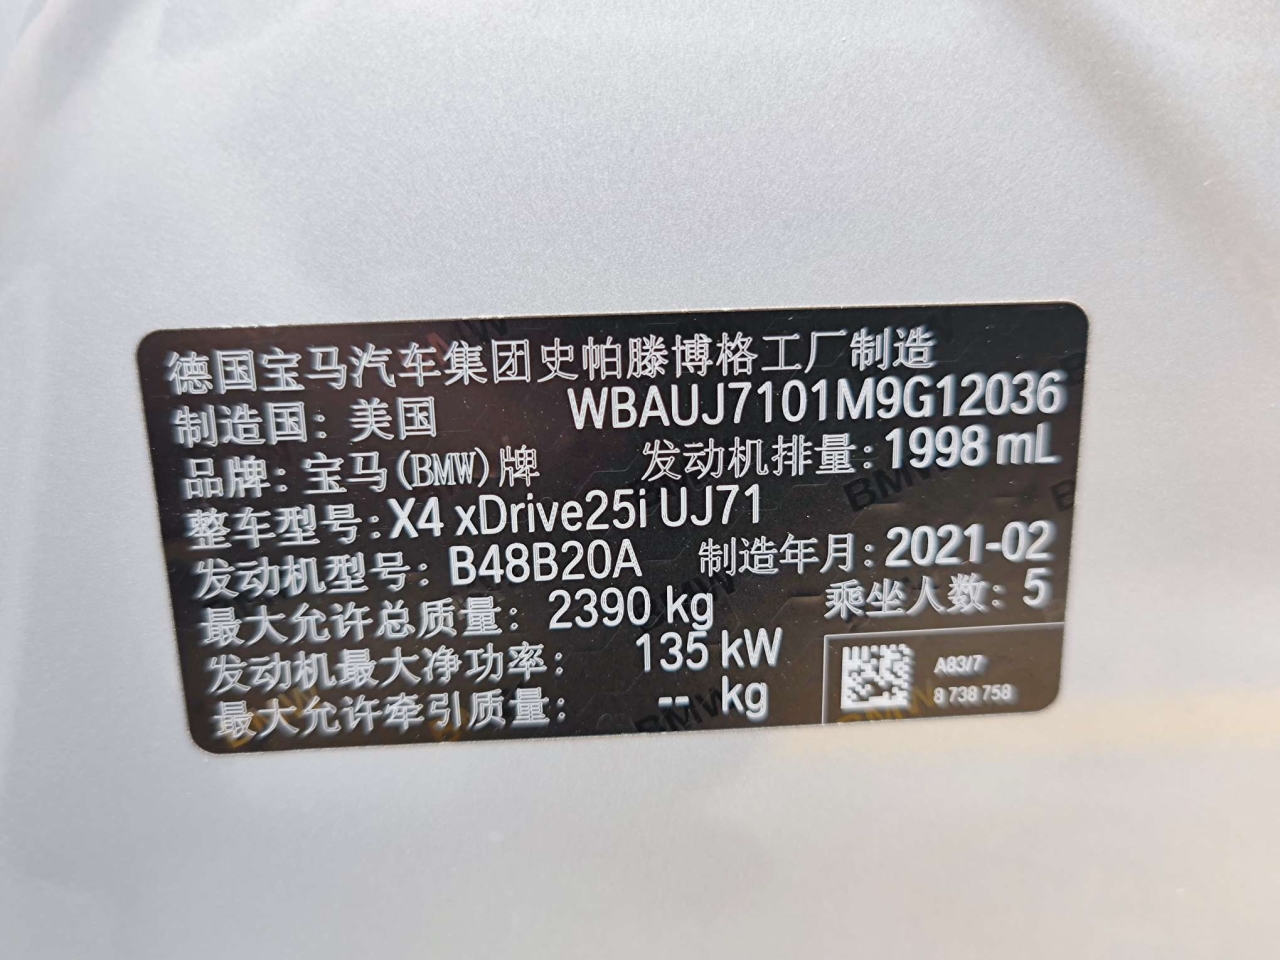 德国宝马汽车集团史帕滕博格工厂制造
制造国：美国 WBAUJ7101M9G12036
品牌：宝马(BMW)牌 发动机排量：1998 mL
整车型号：X4 xDrive25i UJ71
发动机型号：B48B20A 制造年月：2021-02
最大允许总质量：2390 kg 乘坐人数：5
发动机最大净功率：135 kW
最大允许牵引质量：-- kg
A83/7
8 738 758